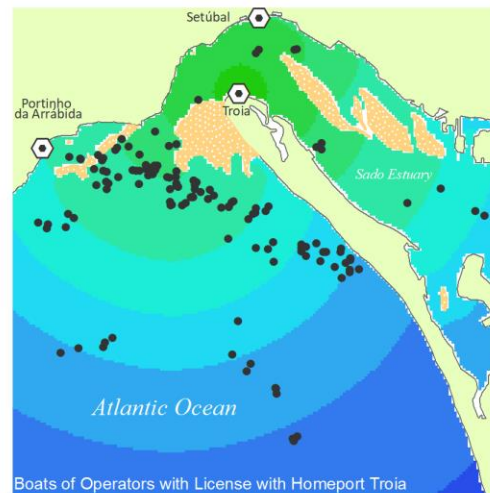 Setúbal
Portinho
da Arrábida
Troia
Sado Estuary
Atlantic Ocean
Boats of Operators with License with Homeport Troia